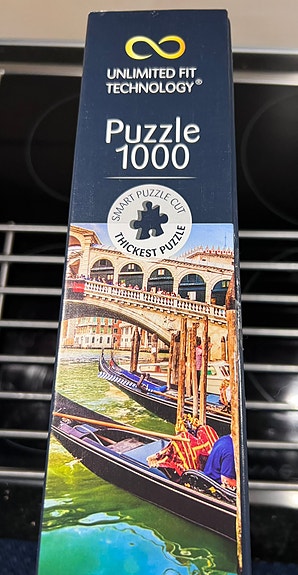 UNLIMITED FIT
TECHNOLOGY®
Puzzle
1000
SMART PUZZLE CUT
THICKEST PUZZLE